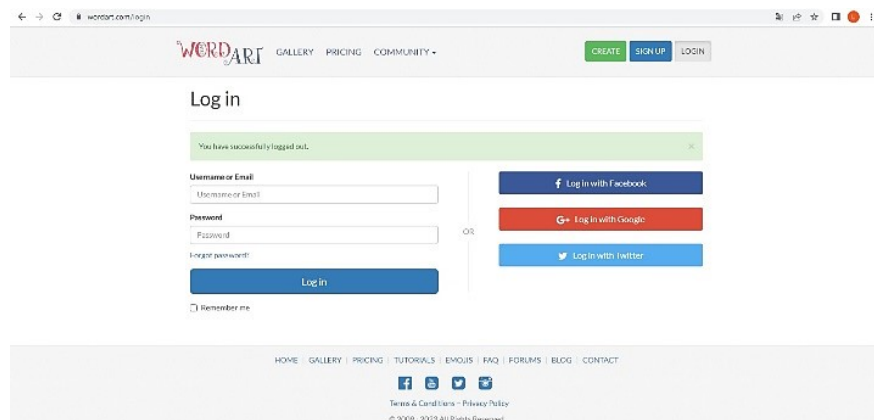 wordart.com/login
WORDART GALLERY PRICING COMMUNITY CREATE SIGN UP LOGIN
Log in
You have successfully logged out. ×
Username or Email
Username or Email
Password
Password
Forgot password?
Log in
Remember me
OR
f Log in with Facebook
G+ Log in with Google
Log in with Twitter
HOME | GALLERY | PRICING | TUTORIALS | EMOJIS | FAQ | FORUMS | BLOG | CONTACT
Terms & Conditions - Privacy Policy
© 2009 - 2023 All Rights Reserved